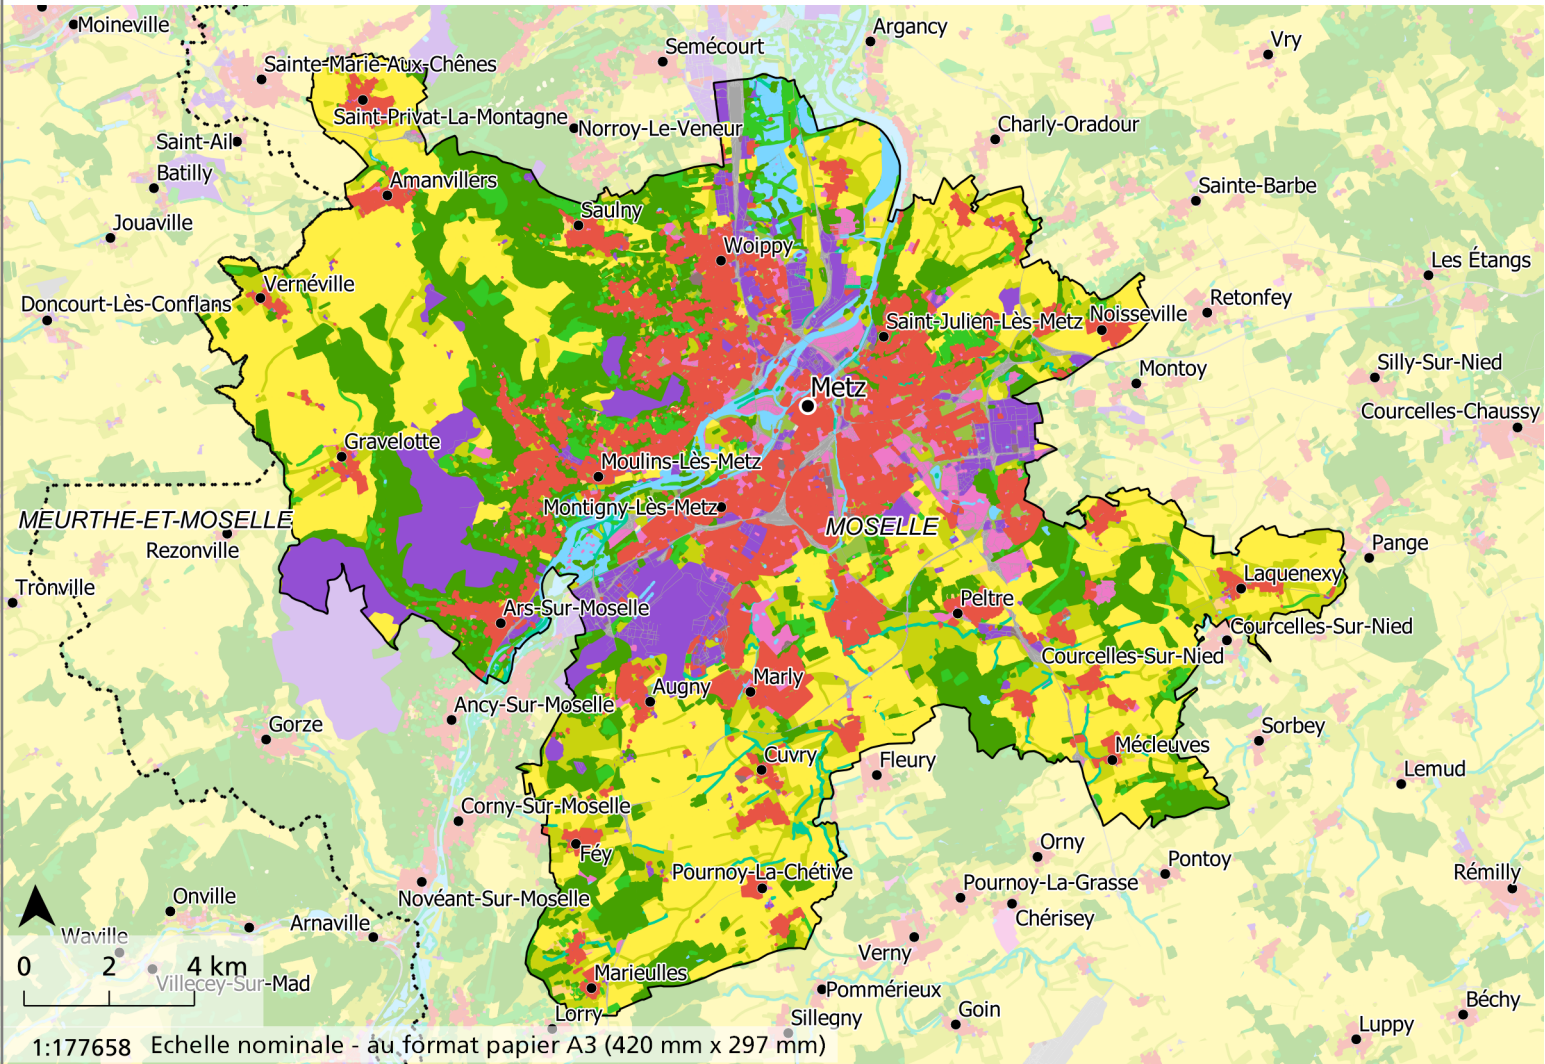 Moineville
Argancy
Vry
Semécourt
Sainte-Marie-Aux-Chênes
Saint-Privat-La-Montagne
Norroy-Le-Veneur
Charly-Oradour
Saint-Ail
Batilly
Amanvillers
Sainte-Barbe
Jouaville
Saulny
Woippy
Les Étangs
Vernéville
Doncourt-Lès-Conflans
Retonfey
Saint-Julien-Lès-Metz
Noisseville
Montoy
Silly-Sur-Nied
Metz
Courcelles-Chaussy
Gravelotte
Moulins-Lès-Metz
Montigny-Lès-Metz
MEURTHE-ET-MOSELLE
MOSELLE
Rezonville
Pange
Laquenexy
Tronville
Ars-Sur-Moselle
Peltre
Courcelles-Sur-Nied
Courcelles-Sur-Nied
Marly
Augny
Ancy-Sur-Moselle
Gorze
Sorbey
Mécleuves
Cuvry
Fleury
Lemud
Corny-Sur-Moselle
Féy
Orny
Pontoy
Pournoy-La-Chétive
Rémilly
Pournoy-La-Grasse
Novéant-Sur-Moselle
Onville
Chérisey
Arnaville
Waville
Verny
0 2 4 km
Villecey-Sur-Mad
Marieulles
Pommérieux
Béchy
Goin
Lorry
Sillegny
Luppy
1:177658 Echelle nominale - au format papier A3 (420 mm x 297 mm)